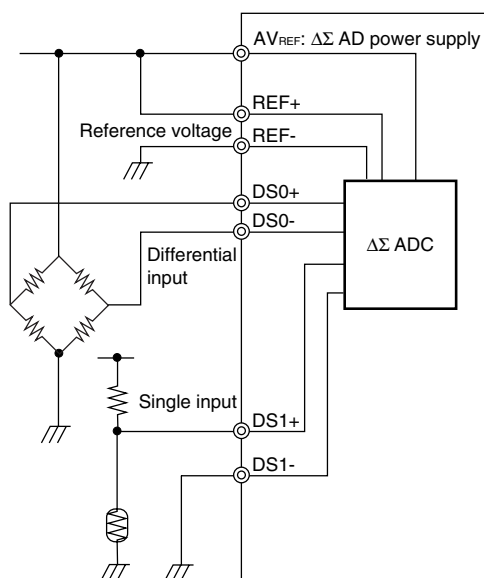 AVREF: ΔΣ AD power supply
REF+
Reference voltage
REF-
DS0+
DS0-
ΔΣ ADC
Differential
input
Single input
DS1+
DS1-